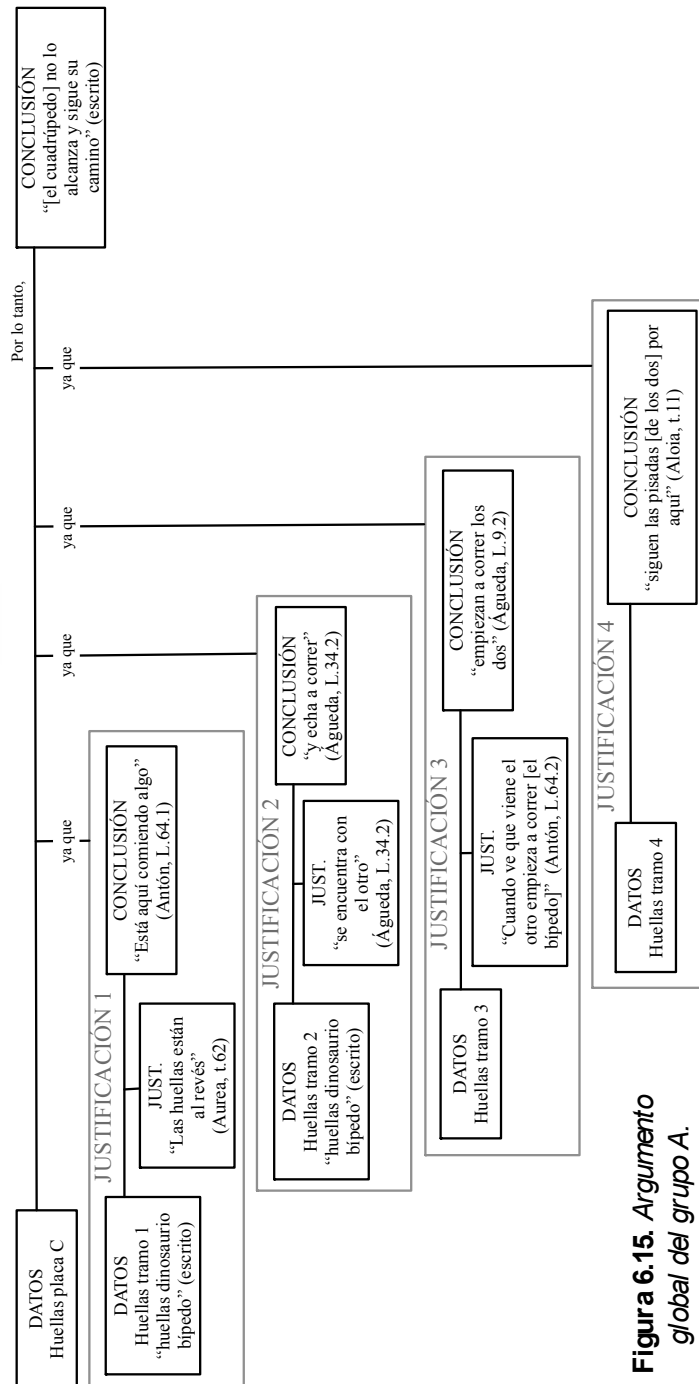 DATOS
Huellas placa C
Por lo tanto,
CONCLUSIÓN
“[el cuadrúpedo] no lo
alcanza y sigue su
camino” (escrito)
ya que
ya que
ya que
ya que
JUSTIFICACIÓN 1
DATOS
Huellas tramo 1
“huellas dinosaurio
bípedo” (escrito)
JUST.
“Las huellas están
al revés”
(Aurea, t.62)
CONCLUSIÓN
“Está aquí comiendo algo”
(Antón, L.64.1)
JUSTIFICACIÓN 2
DATOS
Huellas tramo 2
“huellas dinosaurio
bípedo” (escrito)
JUST.
“se encuentra con
el otro”
(Águeda, L.34.2)
CONCLUSIÓN
“y echa a correr”
(Águeda, L.34.2)
JUSTIFICACIÓN 3
DATOS
Huellas tramo 3
JUST.
“Cuando ve que viene el
otro empieza a correr [el
bípedo]” (Antón, L.64.2)
CONCLUSIÓN
“empiezan a correr los
dos” (Águeda, L.9.2)
JUSTIFICACIÓN 4
DATOS
Huellas tramo 4
CONCLUSIÓN
“siguen las pisadas [de los dos] por
aquí” (Aloia, t.11)
Figura 6.15. Argumento
global del grupo A.